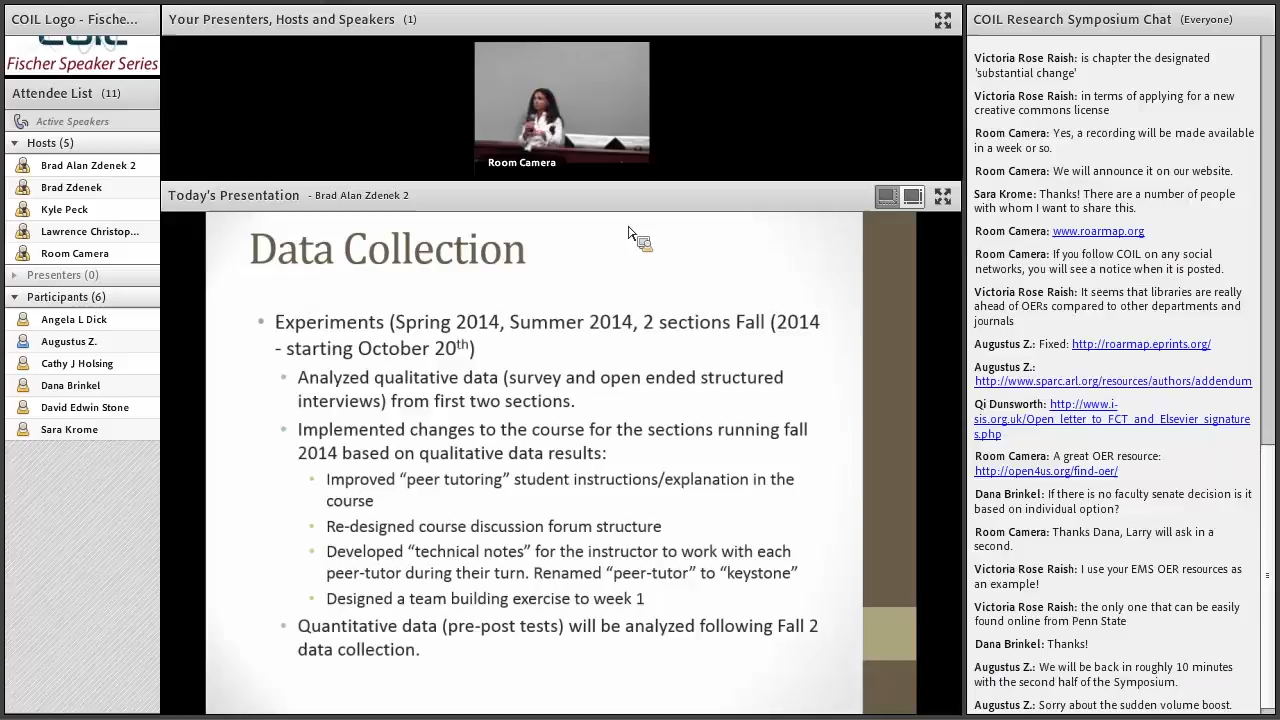 COIL Logo - Fische...
COIL
Fischer Speaker Series
Attendee List (11)
Active Speakers
Hosts (5)
Brad Alan Zdenek 2
Brad Zdenek
Kyle Peck
Lawrence Christop...
Room Camera
Presenters (0)
Participants (6)
Angela L Dick
Augustus Z.
Cathy J Holsing
Dana Brinkel
David Edwin Stone
Sara Krome
Your Presenters, Hosts and Speakers (1)
Room Camera
Today's Presentation - Brad Alan Zdenek 2
Data Collection
• Experiments (Spring 2014, Summer 2014, 2 sections Fall (2014
- starting October 20th)
• Analyzed qualitative data (survey and open ended structured
interviews) from first two sections.
• Implemented changes to the course for the sections running fall
2014 based on qualitative data results:
• Improved “peer tutoring” student instructions/explanation in the
course
• Re-designed course discussion forum structure
• Developed “technical notes” for the instructor to work with each
peer-tutor during their turn. Renamed “peer-tutor” to “keystone”
• Designed a team building exercise to week 1
• Quantitative data (pre-post tests) will be analyzed following Fall 2
data collection.
COIL Research Symposium Chat (Everyone)
Victoria Rose Raish: is chapter the designated
'substantial change'
Victoria Rose Raish: in terms of applying for a new
creative commons license
Room Camera: Yes, a recording will be made available
in a week or so.
Room Camera: We will announce it on our website.
Sara Krome: Thanks! There are a number of people
with whom I want to share this.
Room Camera: www.roarmap.org
Room Camera: If you follow COIL on any social
networks, you will see a notice when it is posted.
Victoria Rose Raish: It seems that libraries are really
ahead of OERs compared to other departments and
journals
Augustus Z.: Fixed: http://roarmap.eprints.org/
Augustus Z.:
http://www.sparc.arl.org/resources/authors/addendum
Qi Dunsworth: http://www.i-
sis.org.uk/Open_letter_to_FCT_and_Elsevier_signature
s.php
Room Camera: A great OER resource:
http://open4us.org/find-oer/
Dana Brinkel: If there is no faculty senate decision is it
based on individual option?
Room Camera: Thanks Dana, Larry will ask in a
second.
Victoria Rose Raish: I use your EMS OER resources as
an example!
Victoria Rose Raish: the only one that can be easily
found online from Penn State
Dana Brinkel: Thanks!
Augustus Z.: We will be back in roughly 10 minutes
with the second half of the Symposium.
Augustus Z.: Sorry about the sudden volume boost.